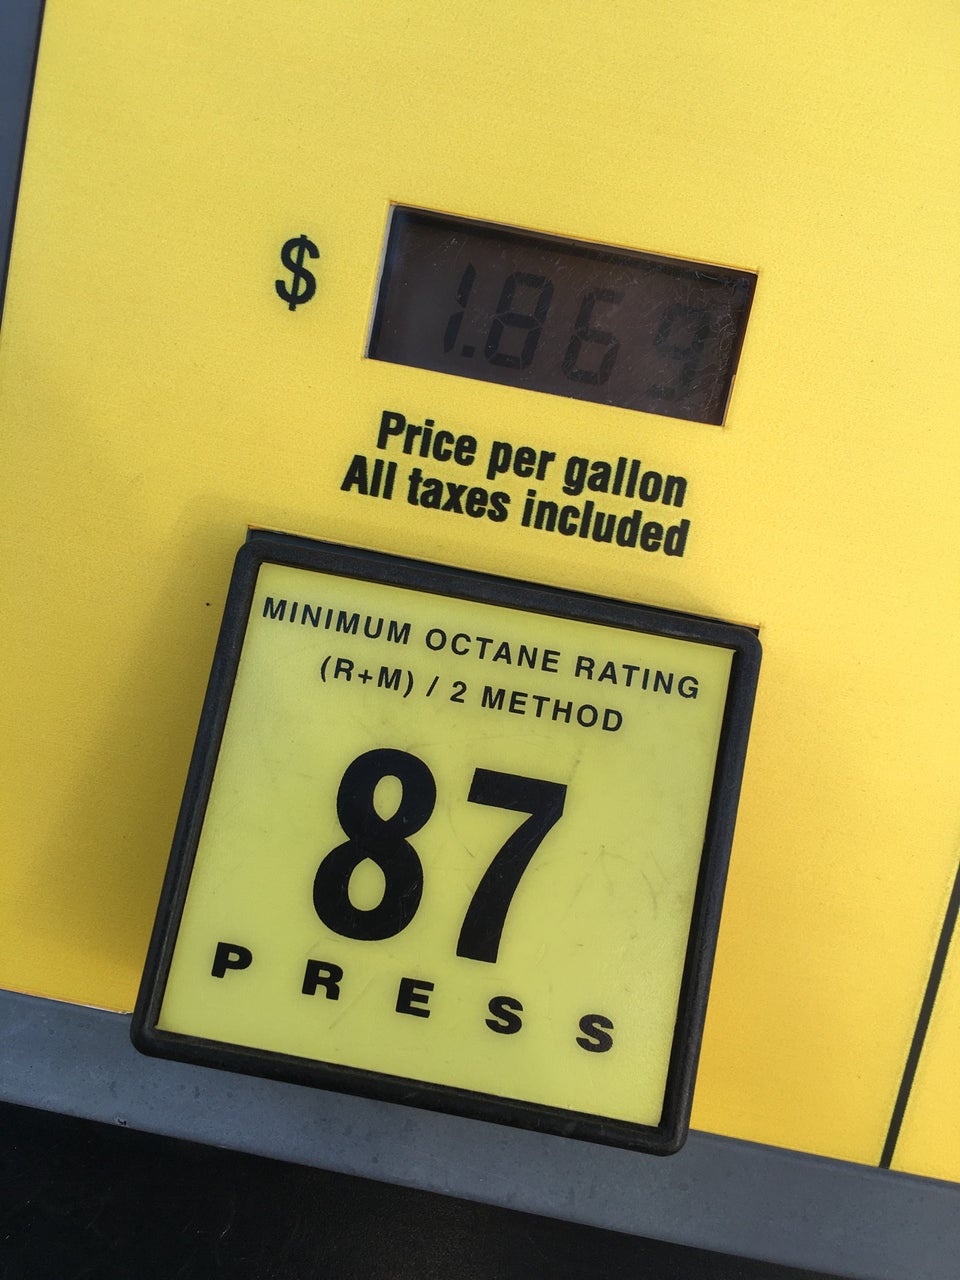 $ 1.869
Price per gallon
All taxes included
MINIMUM OCTANE RATING
(R+M) / 2 METHOD
87
PRESS